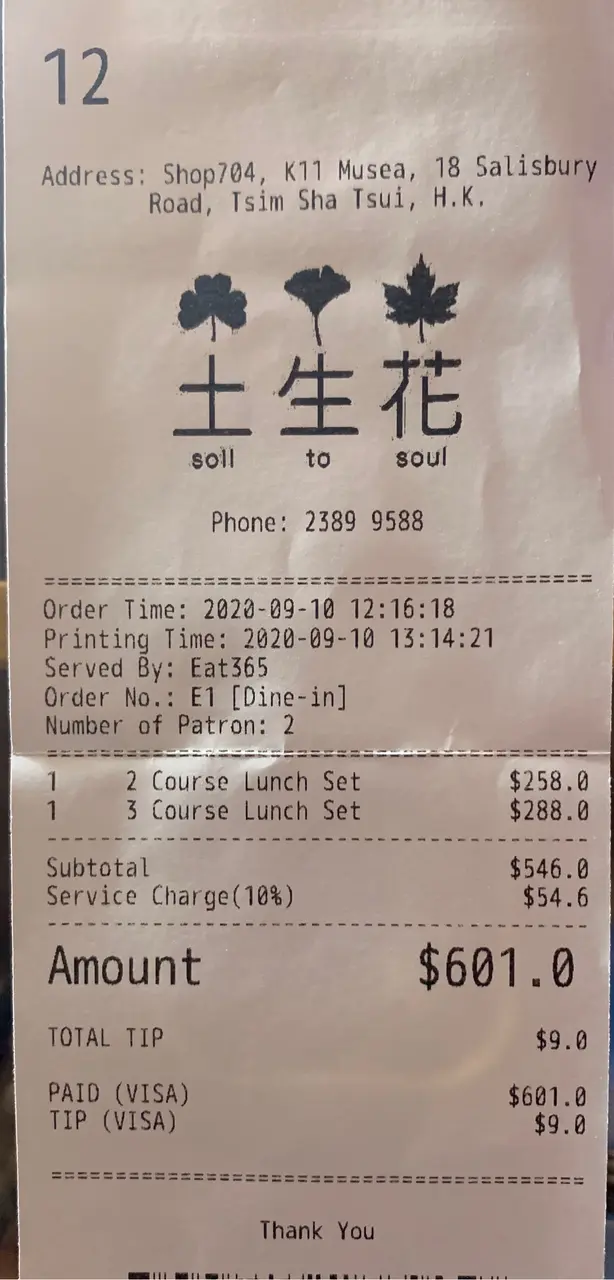 12
Address: Shop704, K11 Musea, 18 Salisbury
Road, Tsim Sha Tsui, H.K.
土生花
soil to soul
Phone: 2389 9588
==========================================
Order Time: 2020-09-10 12:16:18
Printing Time: 2020-09-10 13:14:21
Served By: Eat365
Order No.: E1 [Dine-in]
Number of Patron: 2
==========================================
1 2 Course Lunch Set $258.0
1 3 Course Lunch Set $288.0
------------------------------------------
Subtotal $546.0
Service Charge(10%) $54.6
------------------------------------------
Amount $601.0
TOTAL TIP $9.0
PAID (VISA) $601.0
TIP (VISA) $9.0
==========================================
Thank You